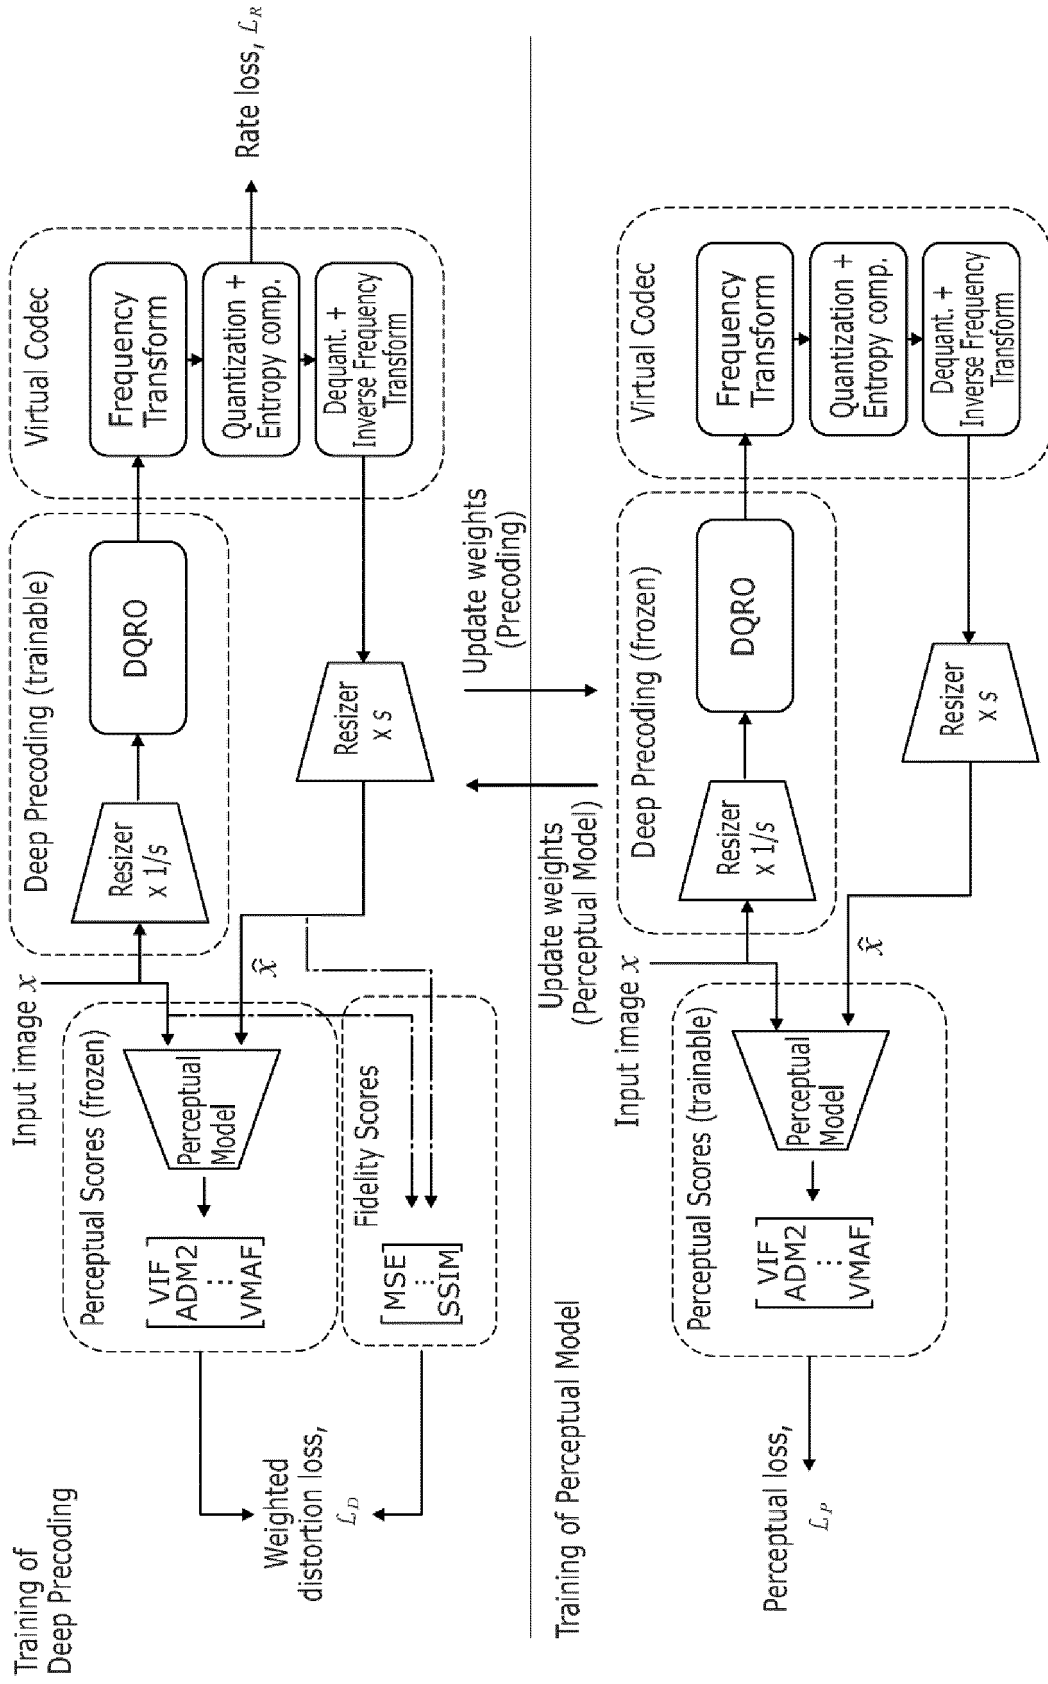 Training of
Deep Precoding
Input image x
Deep Precoding (trainable)
Resizer
x 1/s
DQRO
Virtual Codec
Frequency
Transform
Quantization +
Entropy comp.
Dequant. +
Inverse Frequency
Transform
Rate loss, ℒ_R
Resizer
x s
x̂
Perceptual Scores (frozen)
Perceptual
Model
VIF
ADM2
⋯
VMAF
Fidelity Scores
MSE
⋯
SSIM
Weighted
distortion loss,
ℒ_D
Update weights
(Precoding)
Update weights
(Perceptual Model)
Training of Perceptual Model
Input image x
Deep Precoding (frozen)
Resizer
x 1/s
DQRO
Virtual Codec
Frequency
Transform
Quantization +
Entropy comp.
Dequant. +
Inverse Frequency
Transform
Resizer
x s
x̂
Perceptual Scores (trainable)
Perceptual
Model
VIF
ADM2
⋯
VMAF
Perceptual loss,
ℒ_P